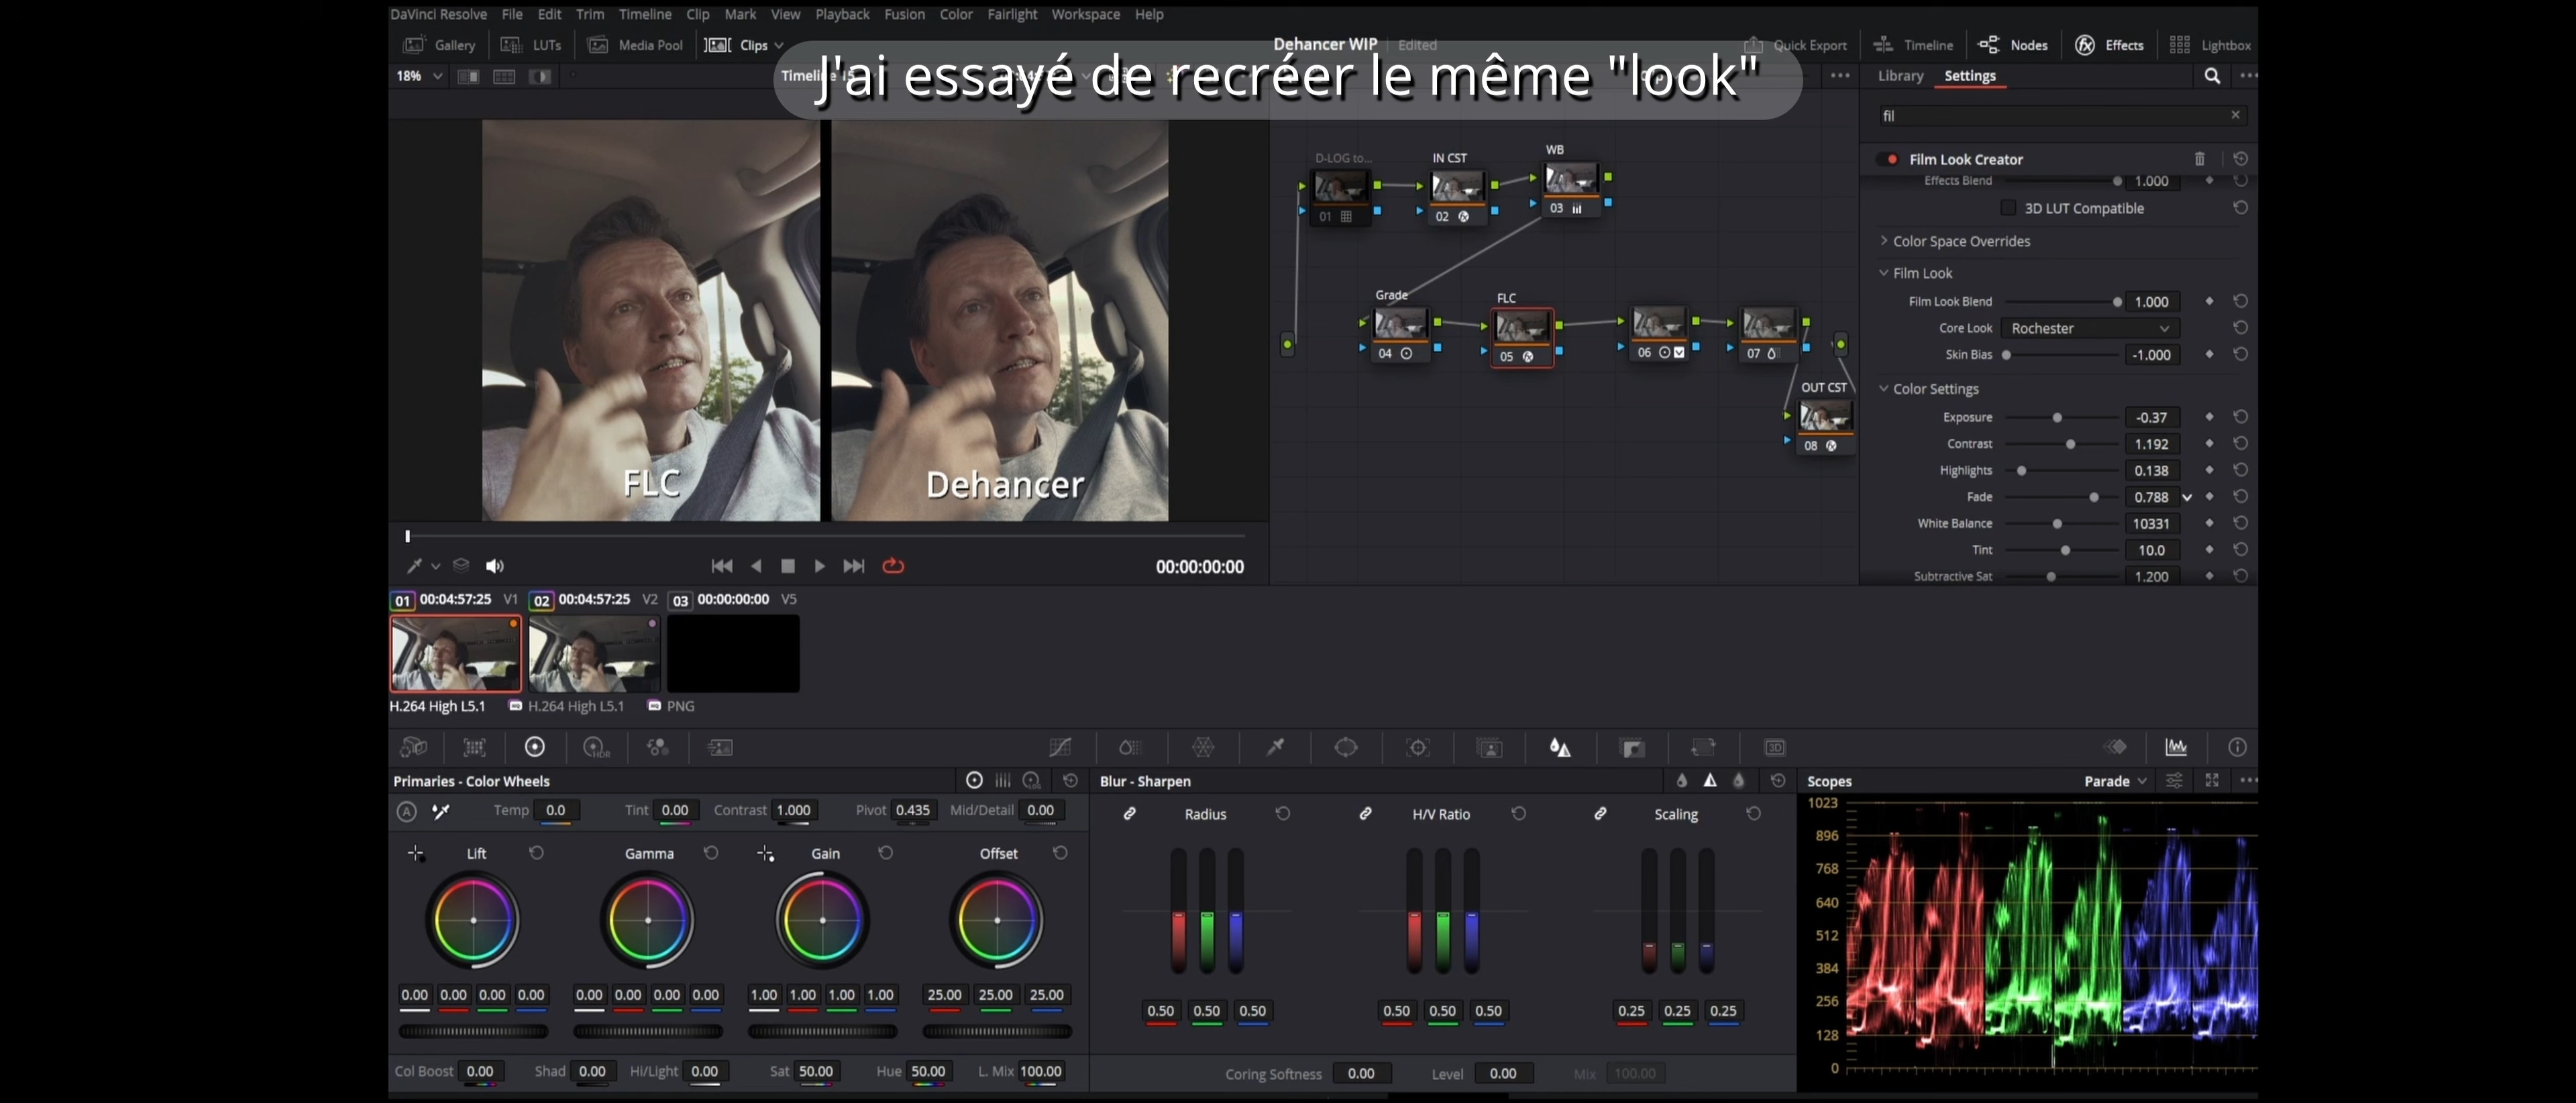 DaVinci Resolve File Edit Trim Timeline Clip Mark View Playback Fusion Color Fairlight Workspace Help
Gallery LUTs Media Pool Clips Dehancer WIP Edited Quick Export Timeline Nodes Effects Lightbox
18%
J'ai essayé de recréer le même "look"
Library Settings
fil
Film Look Creator
Effects Blend 1.000
3D LUT Compatible
Color Space Overrides
Film Look
Film Look Blend 1.000
Core Look Rochester
Skin Bias -1.000
Color Settings
Exposure -0.37
Contrast 1.192
Highlights 0.138
Fade 0.788
White Balance 10331
Tint 10.0
Subtractive Sat 1.200
D-LOG to... IN CST WB
01 02 03
Grade FLC
04 05 06 07
OUT CST
08
FLC Dehancer
00:00:00:00
01 00:04:57:25 V1 02 00:04:57:25 V2 03 00:00:00:00 V5
H.264 High L5.1 H.264 High L5.1 PNG
HDR 3D
Primaries - Color Wheels
A Temp 0.0 Tint 0.00 Contrast 1.000 Pivot 0.435 Mid/Detail 0.00
Lift Gamma Gain Offset
0.00 0.00 0.00 0.00 0.00 0.00 0.00 0.00 1.00 1.00 1.00 1.00 25.00 25.00 25.00
Col Boost 0.00 Shad 0.00 Hi/Light 0.00 Sat 50.00 Hue 50.00 L. Mix 100.00
Blur - Sharpen
Radius H/V Ratio Scaling
0.50 0.50 0.50 0.50 0.50 0.50 0.25 0.25 0.25
Coring Softness 0.00 Level 0.00 Mix 100.00
Scopes Parade
1023
896
768
640
512
384
256
128
0